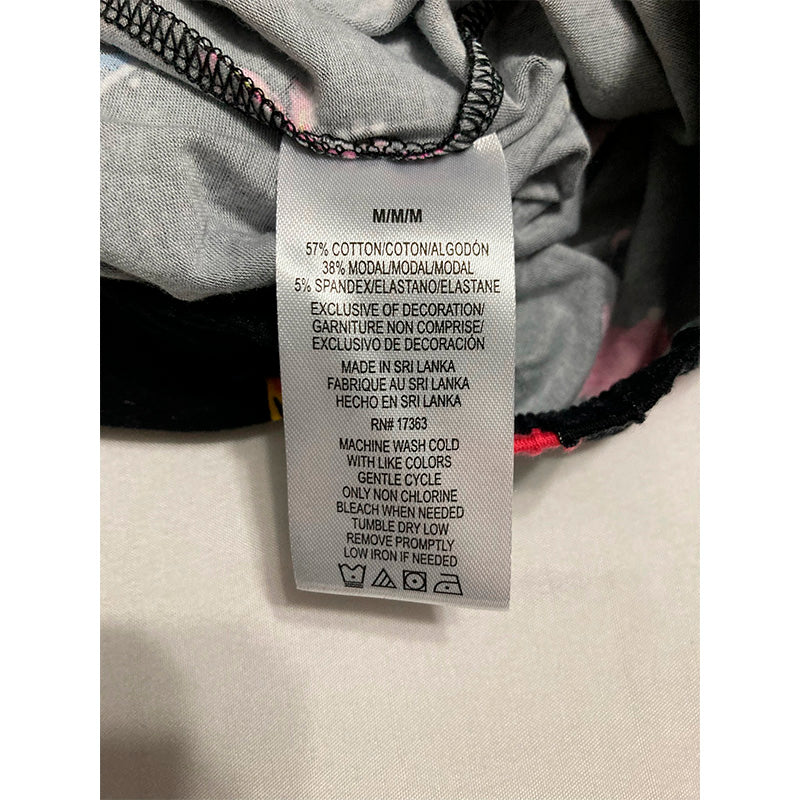 M/M/M
57% COTTON/COTON/ALGODÓN
38% MODAL/MODAL/MODAL
5% SPANDEX/ELASTANO/ELASTANE
EXCLUSIVE OF DECORATION/
GARNITURE NON COMPRISE/
EXCLUSIVO DE DECORACIÓN
MADE IN SRI LANKA
FABRIQUE AU SRI LANKA
HECHO EN SRI LANKA
RN# 17363
MACHINE WASH COLD
WITH LIKE COLORS
GENTLE CYCLE
ONLY NON CHLORINE
BLEACH WHEN NEEDED
TUMBLE DRY LOW
REMOVE PROMPTLY
LOW IRON IF NEEDED